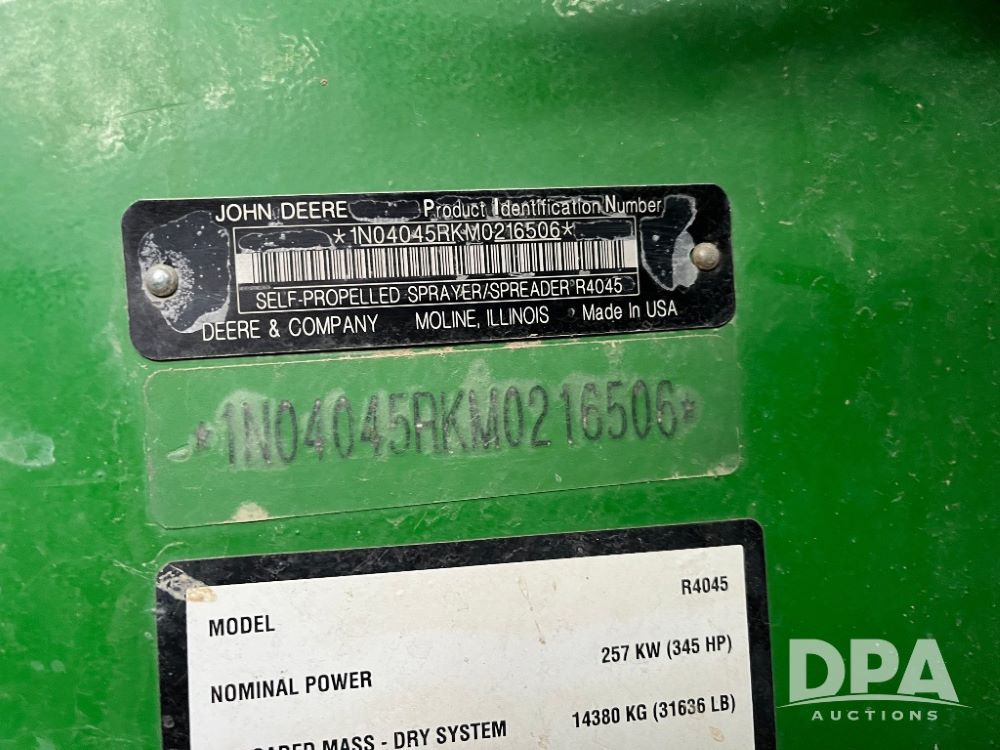 JOHN DEERE Product Identification Number
*1N04045RKM0216506*
SELF-PROPELLED SPRAYER/SPREADER R4045
DEERE & COMPANY MOLINE, ILLINOIS Made In USA
*1N04045RKM0216506*
MODEL R4045
NOMINAL POWER 257 KW (345 HP)
MASS - DRY SYSTEM 14380 KG (31636 LB)
DPA
AUCTIONS